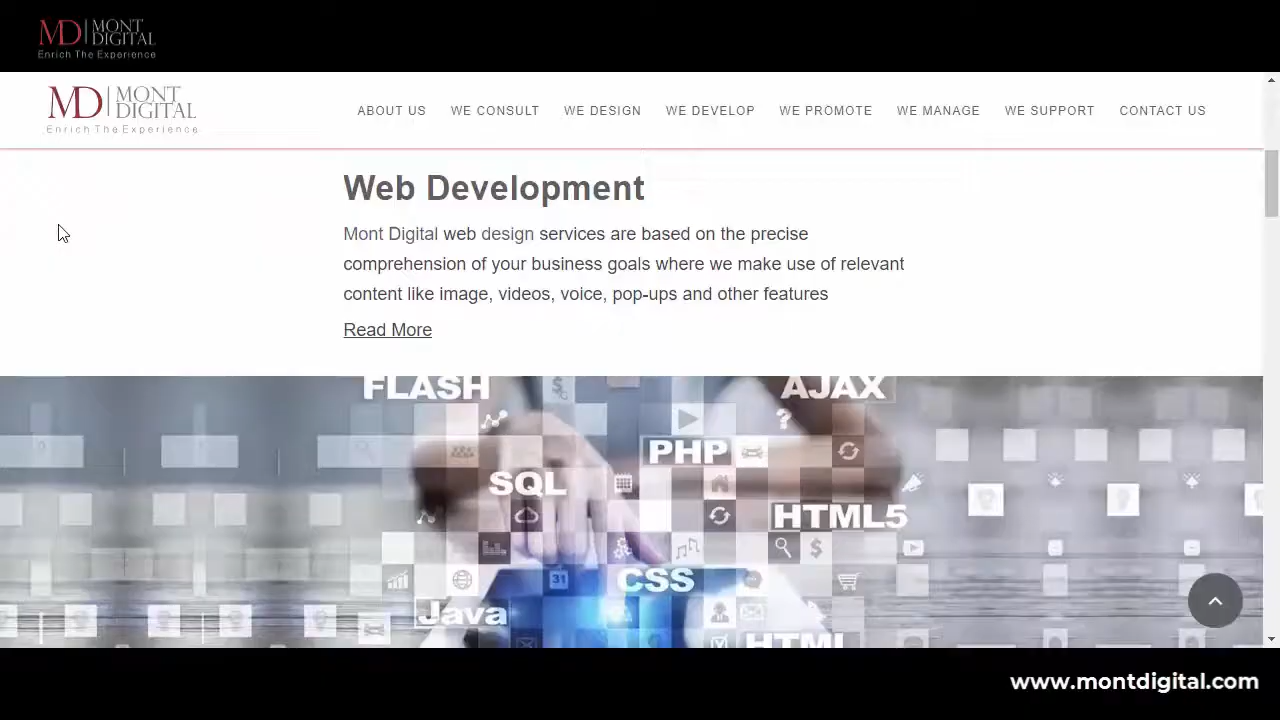 MD MONT DIGITAL
Enrich The Experience
MD MONT DIGITAL
Enrich The Experience
ABOUT US WE CONSULT WE DESIGN WE DEVELOP WE PROMOTE WE MANAGE WE SUPPORT CONTACT US
Web Development
Mont Digital web design services are based on the precise
comprehension of your business goals where we make use of relevant
content like image, videos, voice, pop-ups and other features
Read More
FLASH AJAX
PHP
SQL
HTML5
31
CSS
Java
HTML
www.montdigital.com